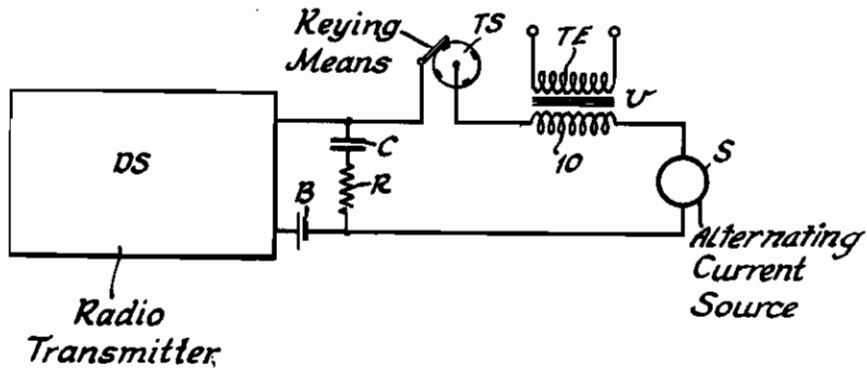 Keying
Means
TS
TE
U
10
DS
C
R
B
S
Alternating
Current
Source
Radio
Transmitter